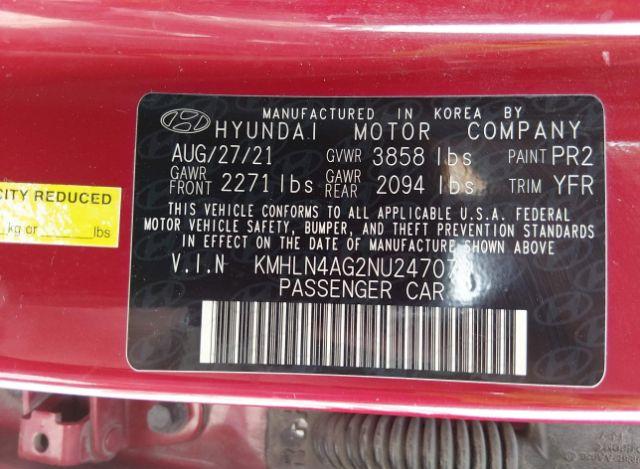 MANUFACTURED IN KOREA BY
HYUNDAI MOTOR COMPANY
AUG/27/21 GVWR 3858 lbs PAINT PR2
GAWR FRONT 2271 lbs GAWR REAR 2094 lbs TRIM YFR
THIS VEHICLE CONFORMS TO ALL APPLICABLE U.S.A. FEDERAL
MOTOR VEHICLE SAFETY, BUMPER, AND THEFT PREVENTION STANDARDS
IN EFFECT ON THE DATE OF MANUFACTURE SHOWN ABOVE.
V.I.N
PASSENGER CAR
CITY REDUCED
kg or lbs